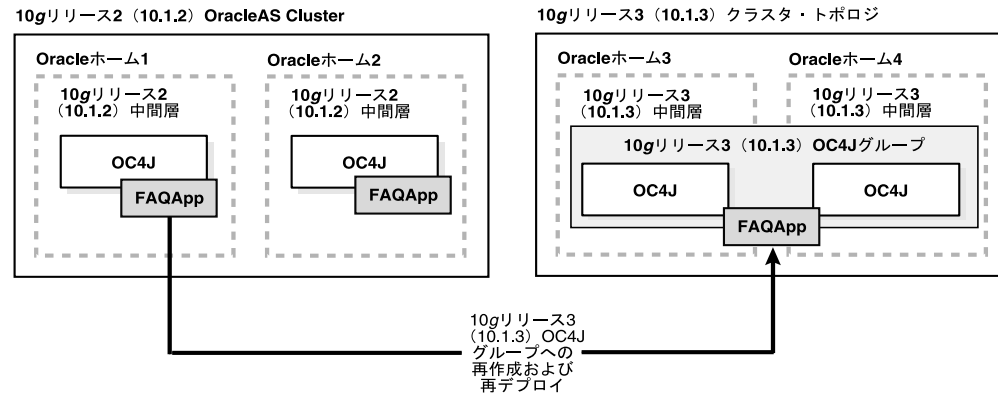 10gリリース2（10.1.2）OracleAS Cluster
Oracleホーム1
10gリリース2
（10.1.2）中間層
OC4J
FAQApp
Oracleホーム2
10gリリース2
（10.1.2）中間層
OC4J
FAQApp
10gリリース3（10.1.3）クラスタ・トポロジ
Oracleホーム3
10gリリース3
（10.1.3）中間層
Oracleホーム4
10gリリース3
（10.1.3）中間層
10gリリース3（10.1.3）OC4Jグループ
OC4J
OC4J
FAQApp
10gリリース3
（10.1.3）OC4J
グループへの
再作成および
再デプロイ